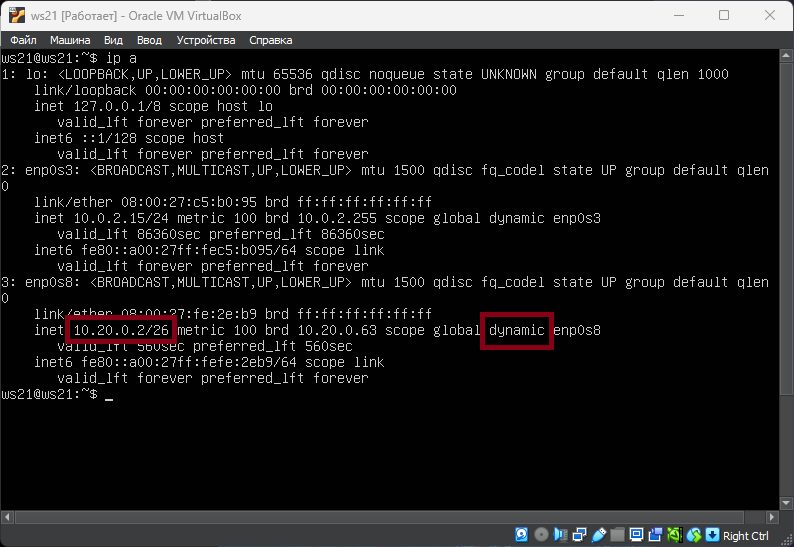 ws21 [Работает] - Oracle VM VirtualBox
Файл Машина Вид Ввод Устройства Справка
ws21@ws21:~$ ip a
1: lo: <LOOPBACK,UP,LOWER_UP> mtu 65536 qdisc noqueue state UNKNOWN group default qlen 1000
link/loopback 00:00:00:00:00:00 brd 00:00:00:00:00:00
inet 127.0.0.1/8 scope host lo
valid_lft forever preferred_lft forever
inet6 ::1/128 scope host
valid_lft forever preferred_lft forever
2: enp0s3: <BROADCAST,MULTICAST,UP,LOWER_UP> mtu 1500 qdisc fq_codel state UP group default qlen
0
link/ether 08:00:27:c5:b0:95 brd ff:ff:ff:ff:ff:ff
inet 10.0.2.15/24 metric 100 brd 10.0.2.255 scope global dynamic enp0s3
valid_lft 86360sec preferred_lft 86360sec
inet6 fe80::a00:27ff:fec5:b095/64 scope link
valid_lft forever preferred_lft forever
3: enp0s8: <BROADCAST,MULTICAST,UP,LOWER_UP> mtu 1500 qdisc fq_codel state UP group default qlen
0
link/ether 08:00:27:fe:2e:b9 brd ff:ff:ff:ff:ff:ff
inet 10.20.0.2/26 metric 100 brd 10.20.0.63 scope global dynamic enp0s8
valid_lft 560sec preferred_lft 560sec
inet6 fe80::a00:27ff:fefe:2eb9/64 scope link
valid_lft forever preferred_lft forever
ws21@ws21:~$ _
Right Ctrl